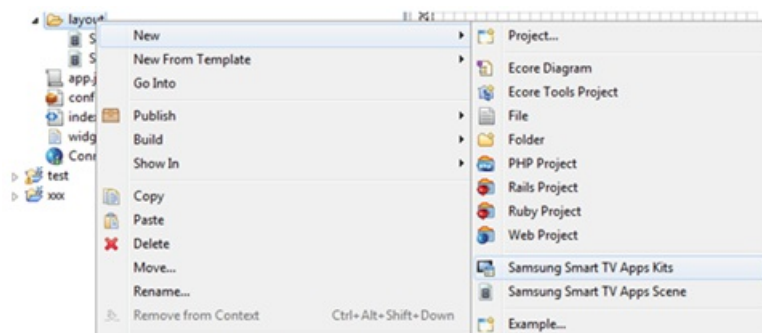 layout
S
S
app.j
conf
index
widg
Conn
test
xxx
New
New From Template
Go Into
Publish
Build
Show In
Copy
Paste
Delete
Move...
Rename...
Remove from Context Ctrl+Alt+Shift+Down
Project...
Ecore Diagram
Ecore Tools Project
File
Folder
PHP Project
Rails Project
Ruby Project
Web Project
Samsung Smart TV Apps Kits
Samsung Smart TV Apps Scene
Example...